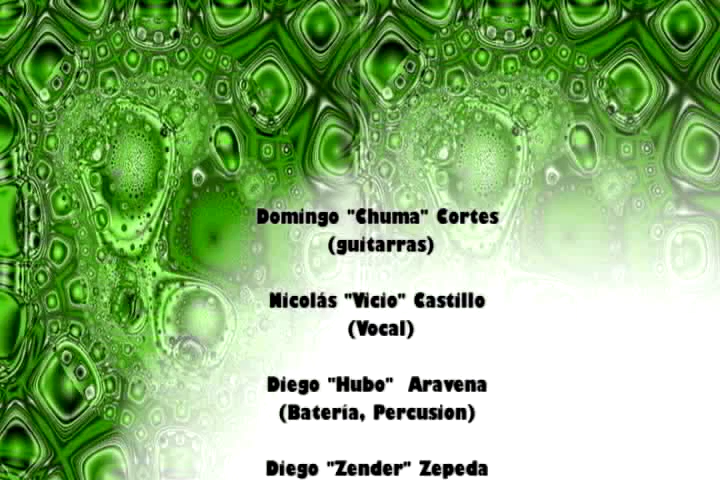 Domingo "Chuma" Cortes
(guitarras)
Nicolás "Vicio" Castillo
(Vocal)
Diego "Hubo"  Aravena
(Batería, Percusion)
Diego "Zender" Zepeda